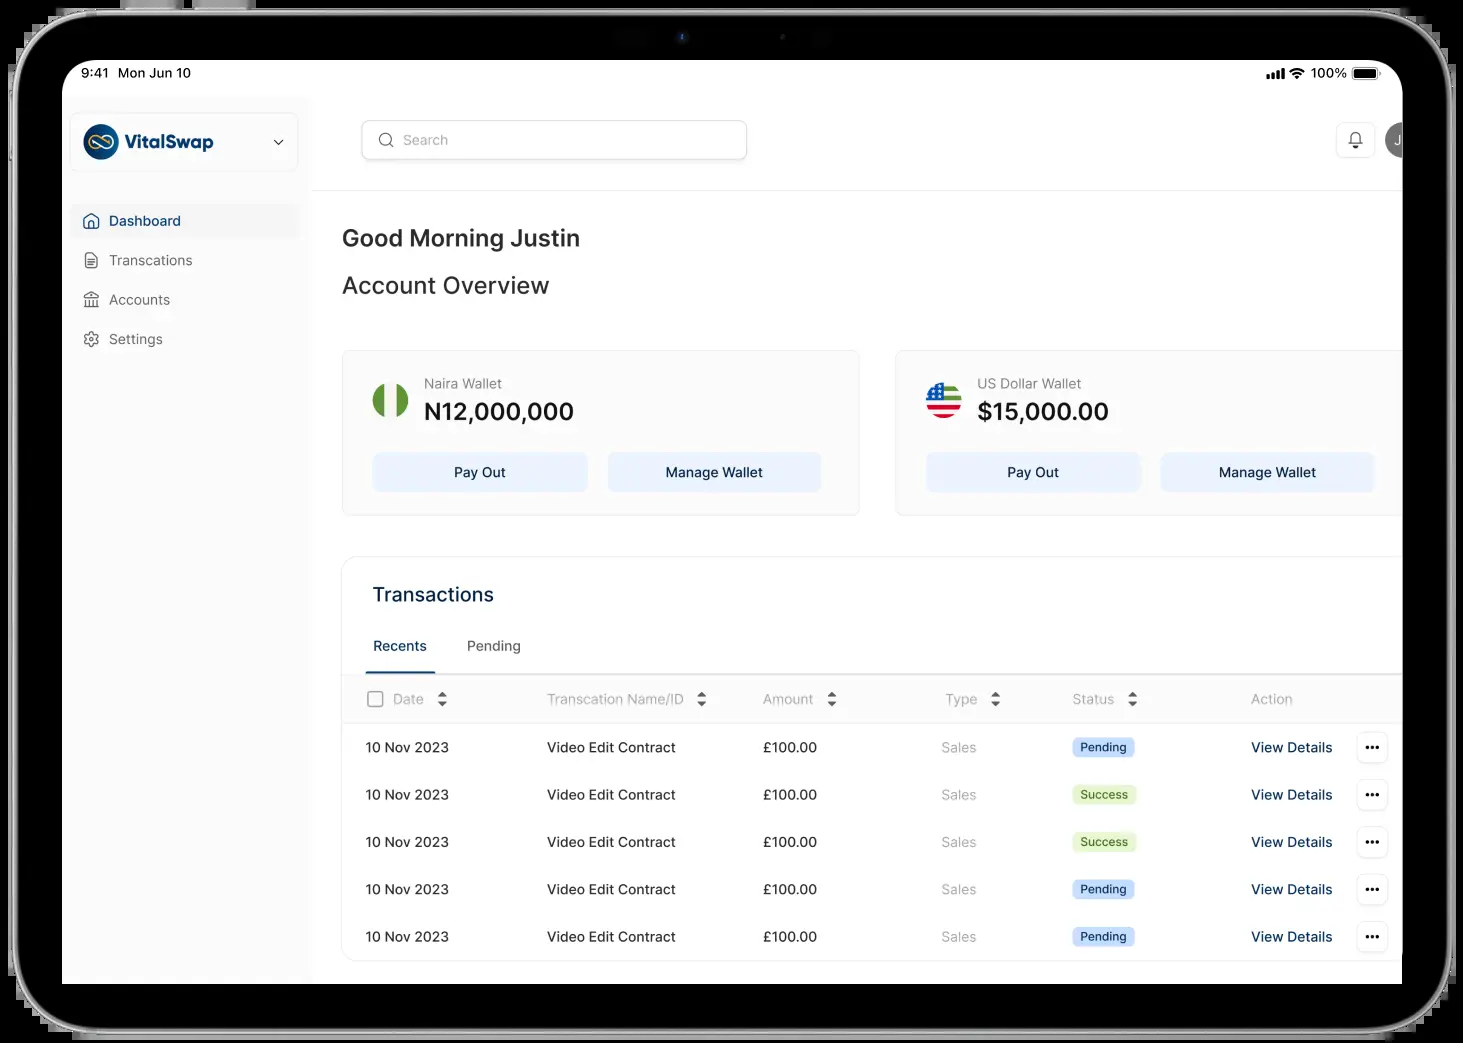 9:41 Mon Jun 10 100%
VitalSwap
Search
J
Dashboard
Transcations
Accounts
Settings
Good Morning Justin
Account Overview
Naira Wallet
N12,000,000
Pay Out Manage Wallet
US Dollar Wallet
$15,000.00
Pay Out Manage Wallet
Transactions
Recents Pending
Date Transcation Name/ID Amount Type Status Action
10 Nov 2023 Video Edit Contract £100.00 Sales Pending View Details
10 Nov 2023 Video Edit Contract £100.00 Sales Success View Details
10 Nov 2023 Video Edit Contract £100.00 Sales Success View Details
10 Nov 2023 Video Edit Contract £100.00 Sales Pending View Details
10 Nov 2023 Video Edit Contract £100.00 Sales Pending View Details